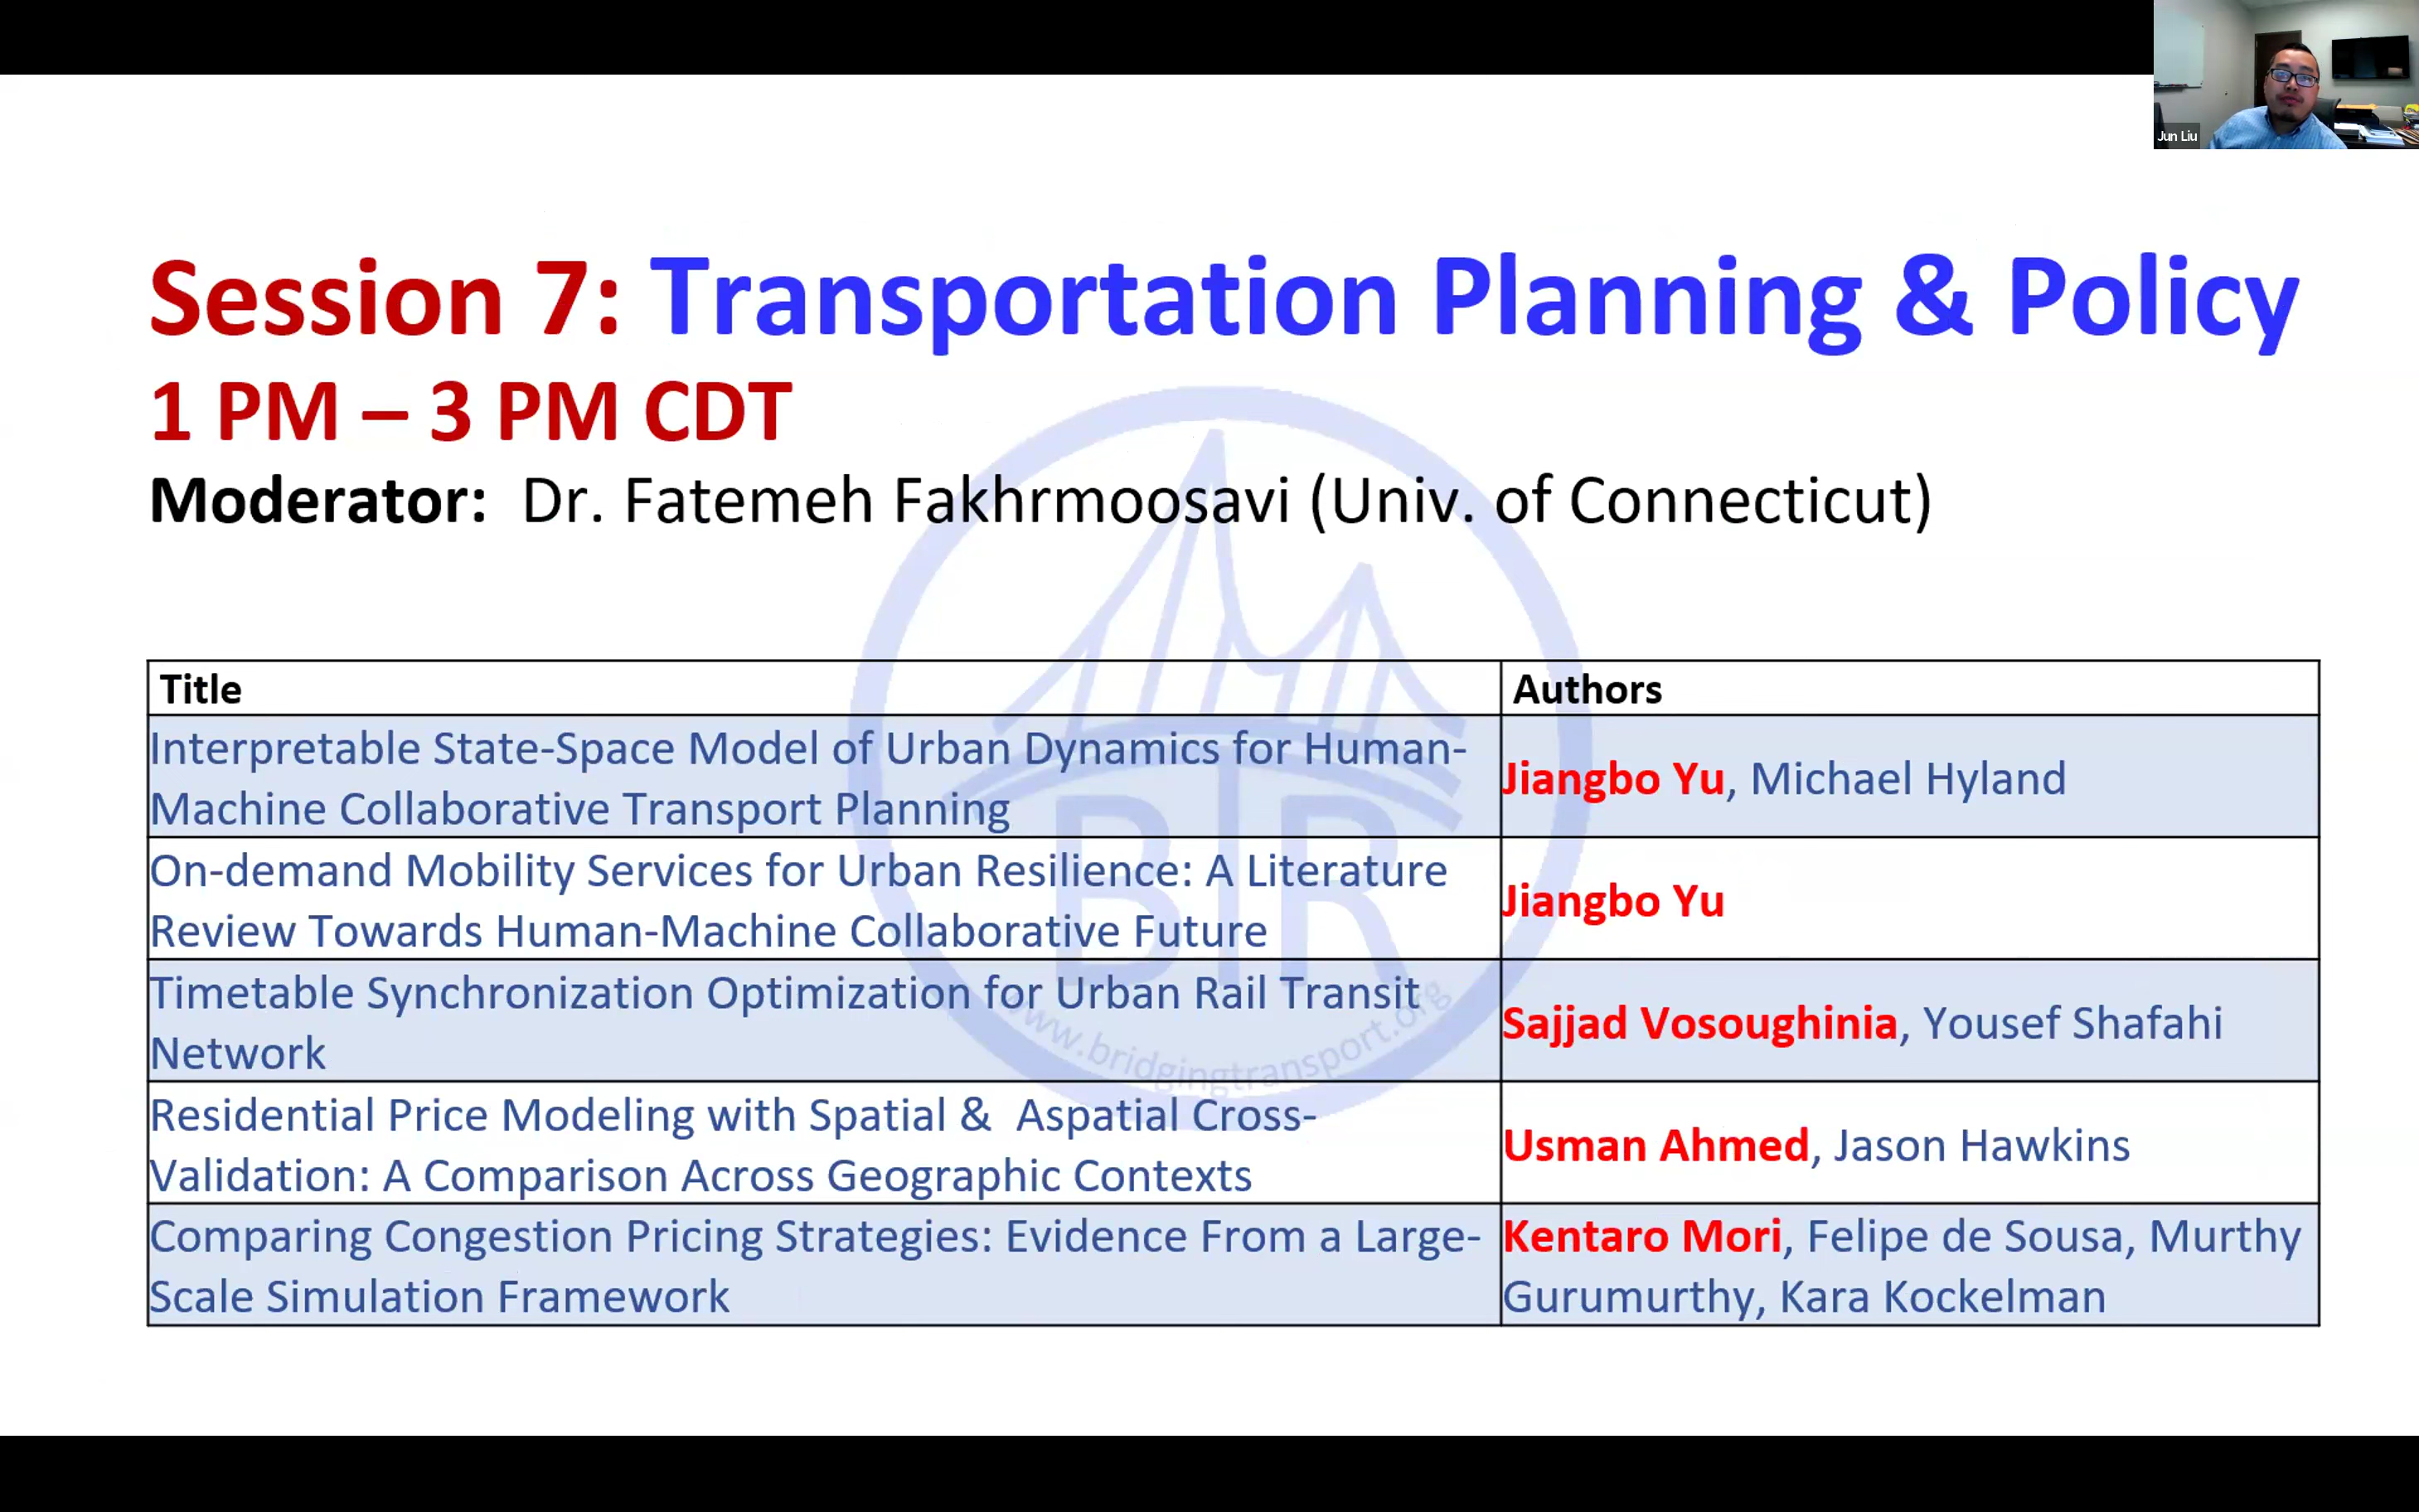 Jun Liu
Session 7: Transportation Planning & Policy
1 PM – 3 PM CDT
Moderator: Dr. Fatemeh Fakhrmoosavi (Univ. of Connecticut)
Title
Authors
Interpretable State-Space Model of Urban Dynamics for Human-
Machine Collaborative Transport Planning
Jiangbo Yu, Michael Hyland
On-demand Mobility Services for Urban Resilience: A Literature
Review Towards Human-Machine Collaborative Future
Jiangbo Yu
Timetable Synchronization Optimization for Urban Rail Transit
Network
Sajjad Vosoughinia, Yousef Shafahi
Residential Price Modeling with Spatial & Aspatial Cross-
Validation: A Comparison Across Geographic Contexts
Usman Ahmed, Jason Hawkins
Comparing Congestion Pricing Strategies: Evidence From a Large-
Scale Simulation Framework
Kentaro Mori, Felipe de Sousa, Murthy
Gurumurthy, Kara Kockelman
BTR
www.bridgingtransport.org